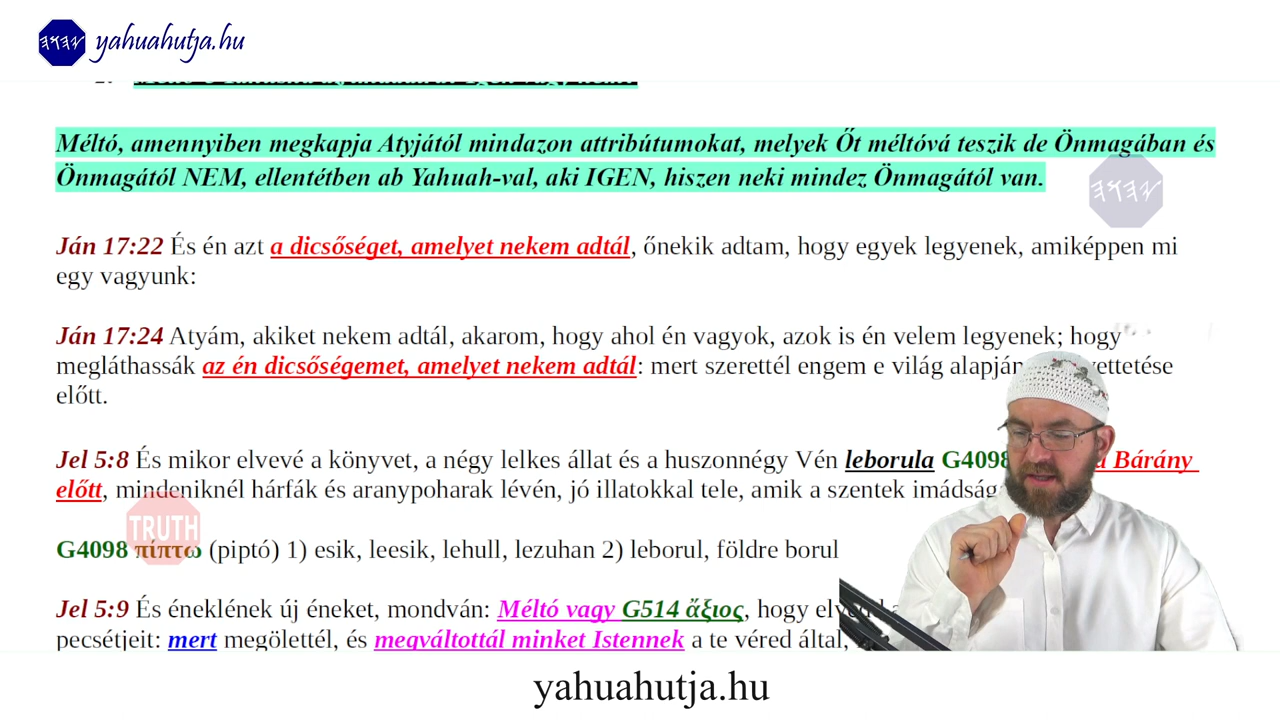 yahuahutja.hu
Méltó, amennyiben megkapja Atyjától mindazon attribútumokat, melyek Őt méltóvá teszik de Önmagában és
Önmagától NEM, ellentétben ab Yahuah-val, aki IGEN, hiszen neki mindez Önmagától van.
Ján 17:22 És én azt a dicsőséget, amelyet nekem adtál, őnekik adtam, hogy egyek legyenek, amiképpen mi
egy vagyunk:
Ján 17:24 Atyám, akiket nekem adtál, akarom, hogy ahol én vagyok, azok is én velem legyenek; hogy
megláthassák az én dicsőségemet, amelyet nekem adtál: mert szerettél engem e világ
előtt.
Jel 5:8 És mikor elvevé a könyvet, a négy lelkes állat és a huszonnégy Vén leborula G4098 Bárány
előtt, mindeniknél hárfák és aranypoharak lévén, jó illatokkal tele, amik a szentek
TRUTH
G4098 πίπτω (piptó) 1) esik, leesik, lehull, lezuhan 2) leborul, földre borul
Jel 5:9 És éneklének új éneket, mondván: Méltó vagy G514 ἄξιος, hogy
pecsétjeit: mert megölettél, és megváltottál minket Istennek a te véred által,
yahuahutja.hu